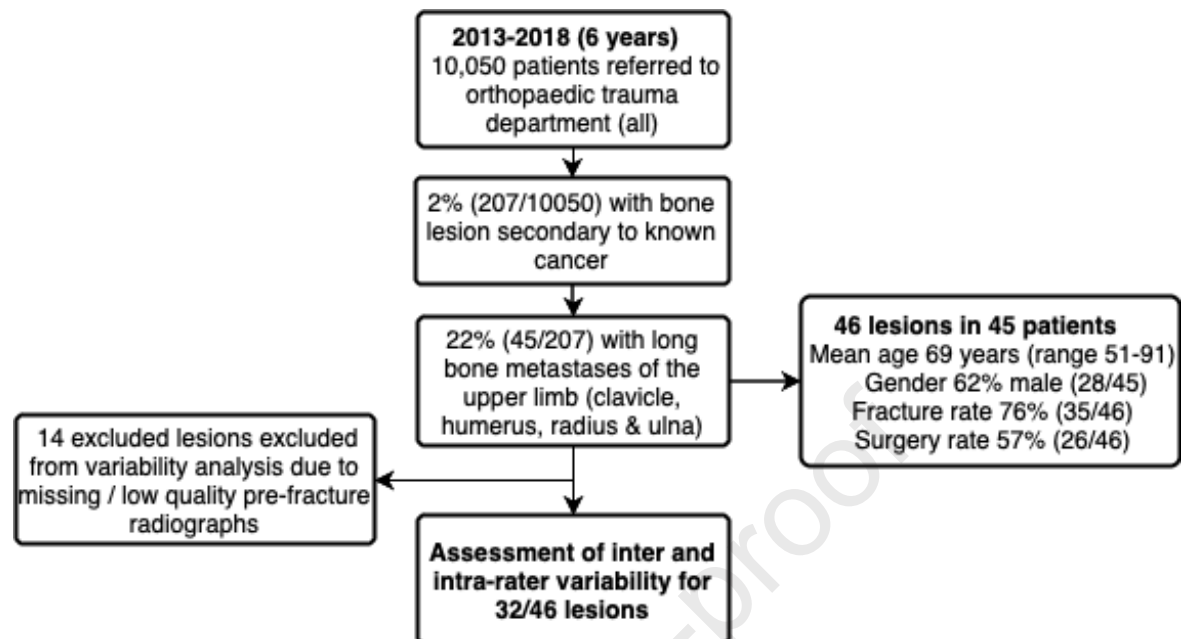 2013-2018 (6 years)
10,050 patients referred to
orthopaedic trauma
department (all)
2% (207/10050) with bone
lesion secondary to known
cancer
22% (45/207) with long
bone metastases of the
upper limb (clavicle,
humerus, radius & ulna)
46 lesions in 45 patients
Mean age 69 years (range 51-91)
Gender 62% male (28/45)
Fracture rate 76% (35/46)
Surgery rate 57% (26/46)
14 excluded lesions excluded
from variability analysis due to
missing / low quality pre-fracture
radiographs
Assessment of inter and
intra-rater variability for
32/46 lesions
proof